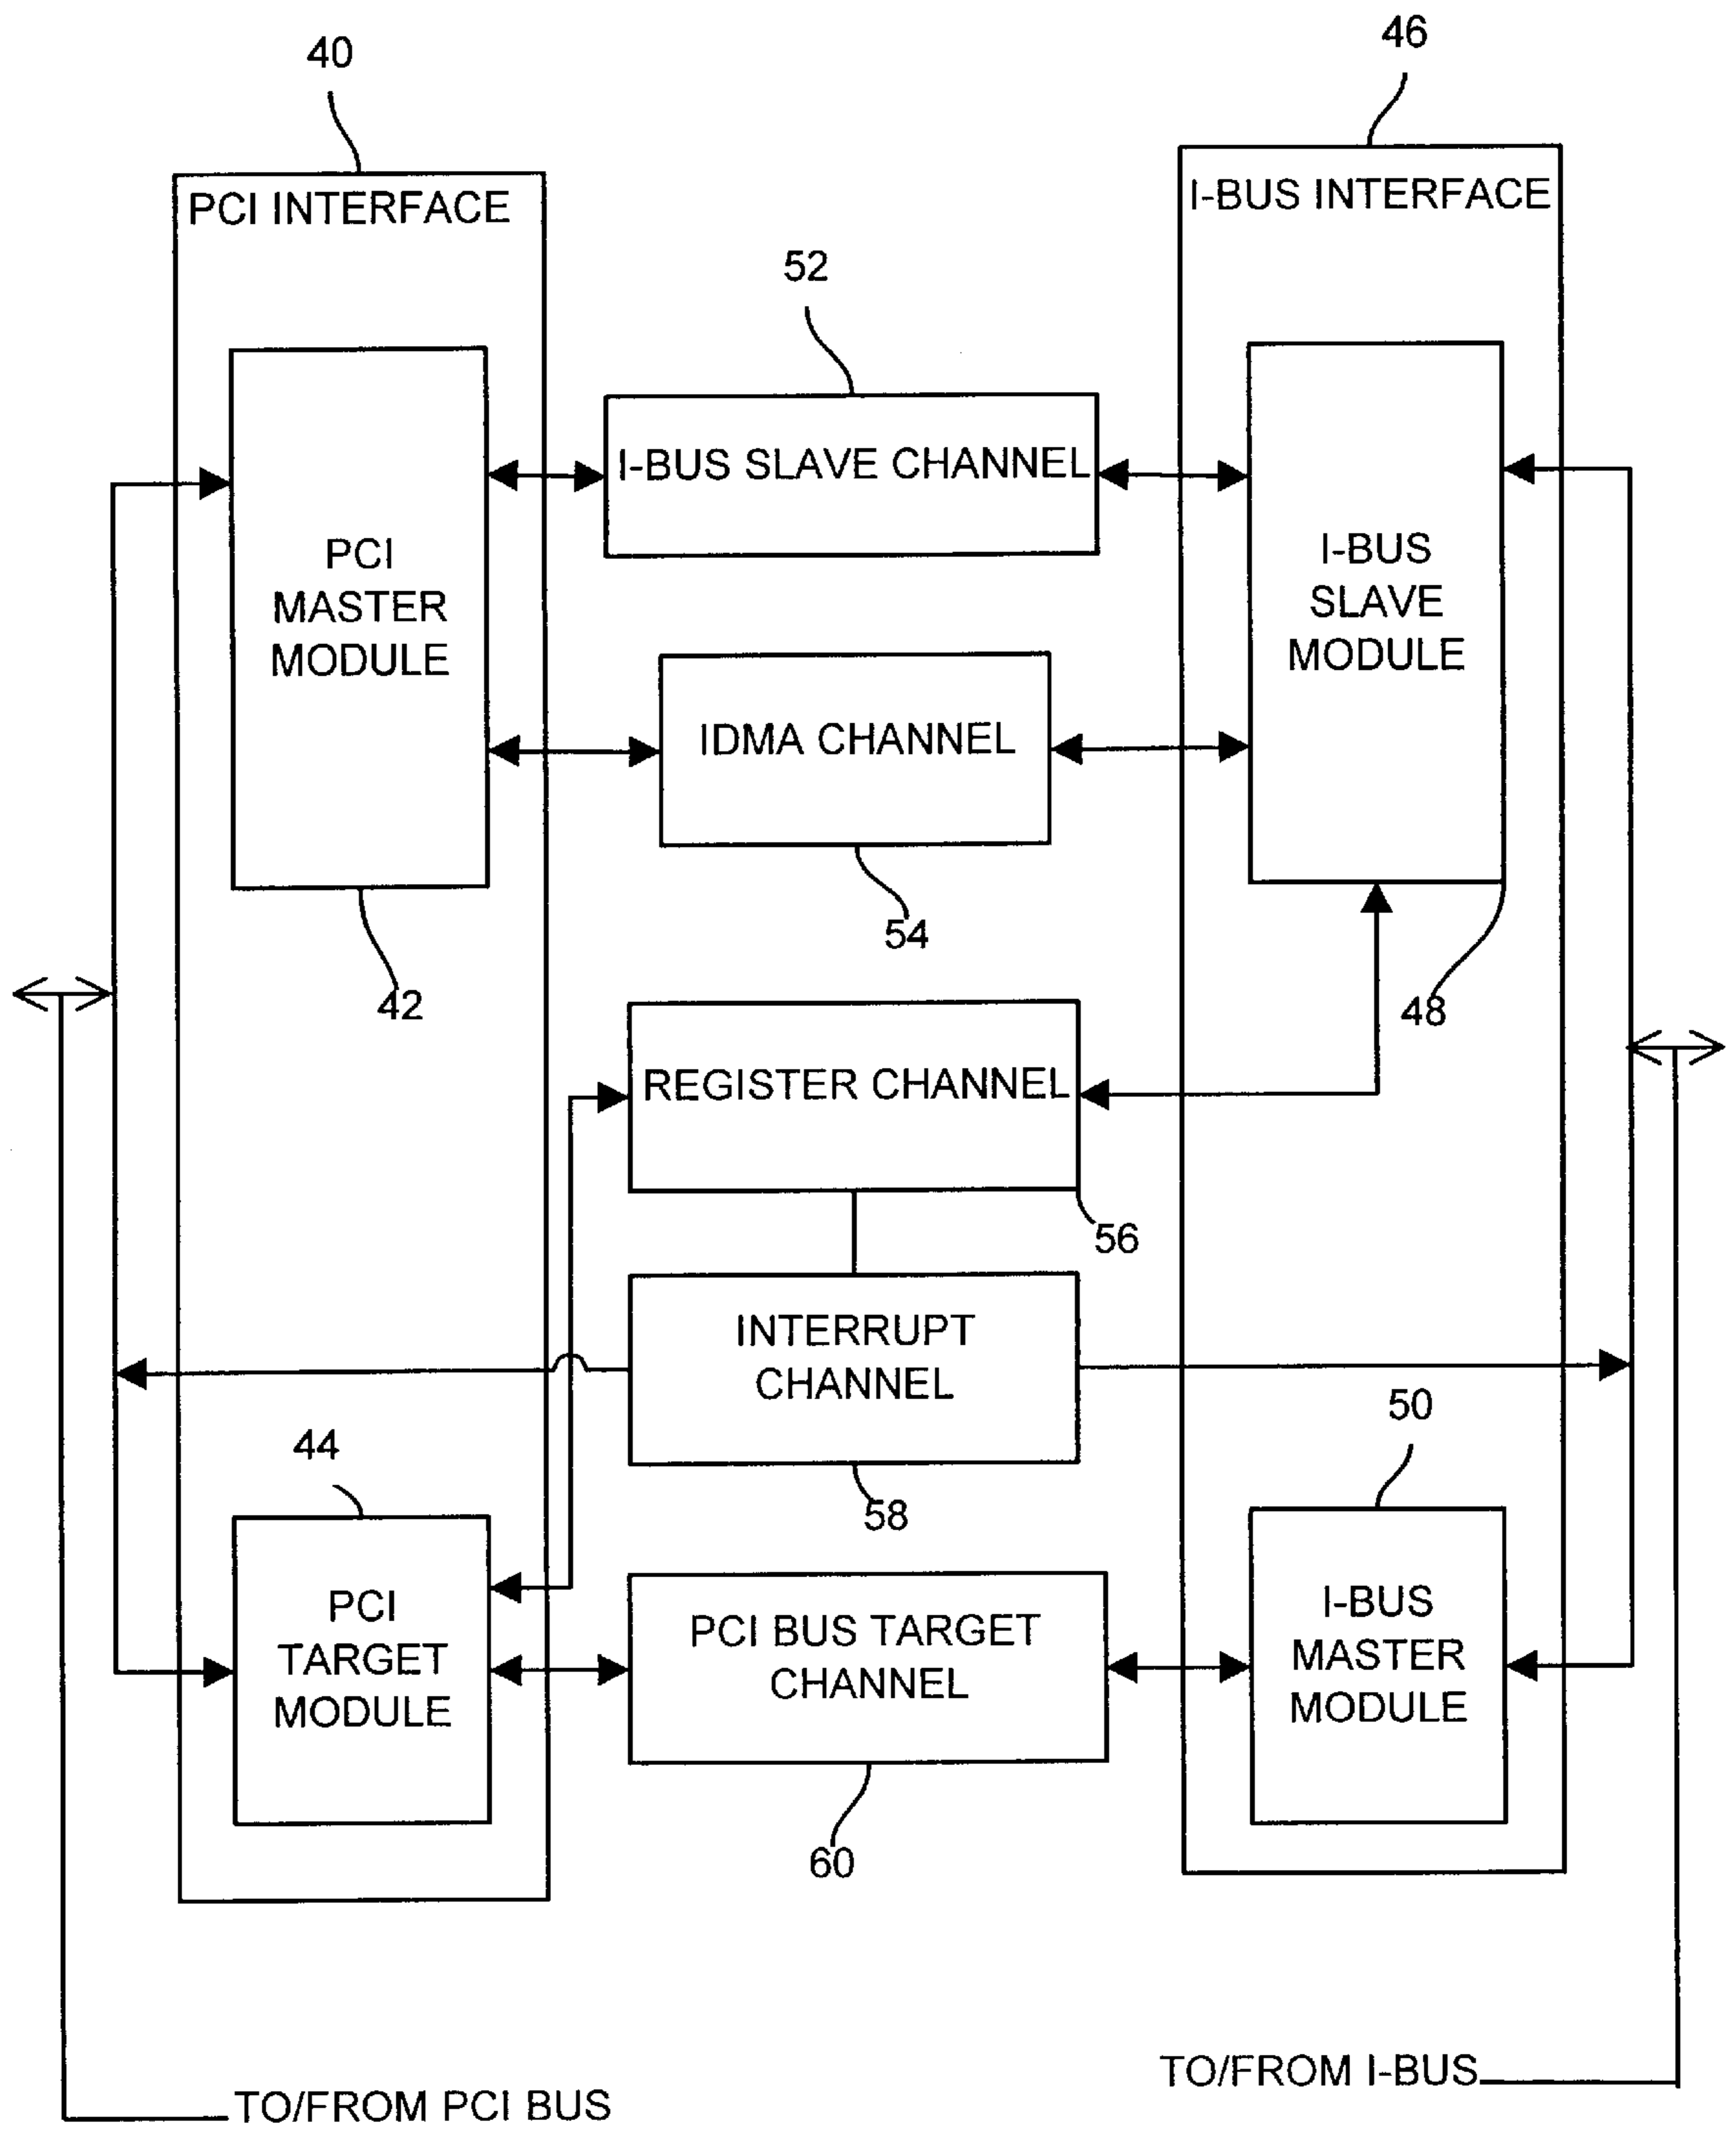 46
40
PCI INTERFACE
I-BUS INTERFACE
52
I-BUS SLAVE CHANNEL
PCI
MASTER
MODULE
I-BUS
SLAVE
MODULE
IDMA CHANNEL
54
42
48
REGISTER CHANNEL
56
INTERRUPT
CHANNEL
50
44
58
PCI
TARGET
MODULE
PCI BUS TARGET
CHANNEL
I-BUS
MASTER
MODULE
60
TO/FROM I-BUS
TO/FROM PCI BUS